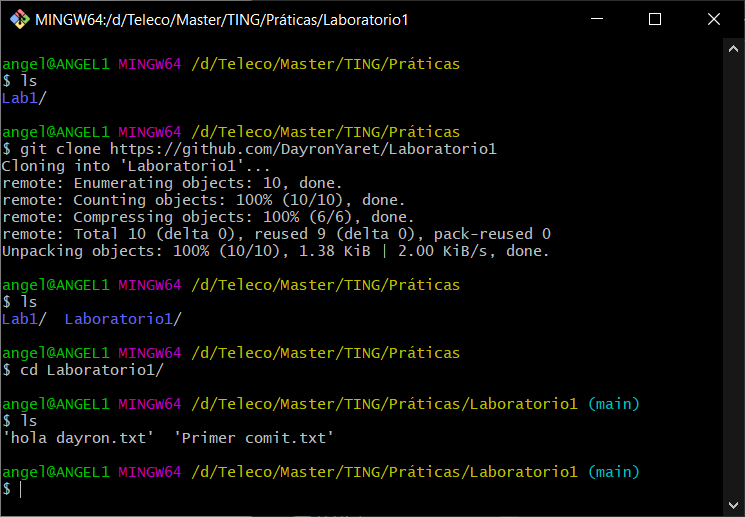 MINGW64:/d/Teleco/Master/TING/Práticas/Laboratorio1
angel@ANGEL1 MINGW64 /d/Teleco/Master/TING/Práticas
$ ls
Lab1/
angel@ANGEL1 MINGW64 /d/Teleco/Master/TING/Práticas
$ git clone https://github.com/DayronYaret/Laboratorio1
Cloning into 'Laboratorio1'...
remote: Enumerating objects: 10, done.
remote: Counting objects: 100% (10/10), done.
remote: Compressing objects: 100% (6/6), done.
remote: Total 10 (delta 0), reused 9 (delta 0), pack-reused 0
Unpacking objects: 100% (10/10), 1.38 KiB | 2.00 KiB/s, done.
angel@ANGEL1 MINGW64 /d/Teleco/Master/TING/Práticas
$ ls
Lab1/  Laboratorio1/
angel@ANGEL1 MINGW64 /d/Teleco/Master/TING/Práticas
$ cd Laboratorio1/
angel@ANGEL1 MINGW64 /d/Teleco/Master/TING/Práticas/Laboratorio1 (main)
$ ls
'hola dayron.txt'  'Primer comit.txt'
angel@ANGEL1 MINGW64 /d/Teleco/Master/TING/Práticas/Laboratorio1 (main)
$